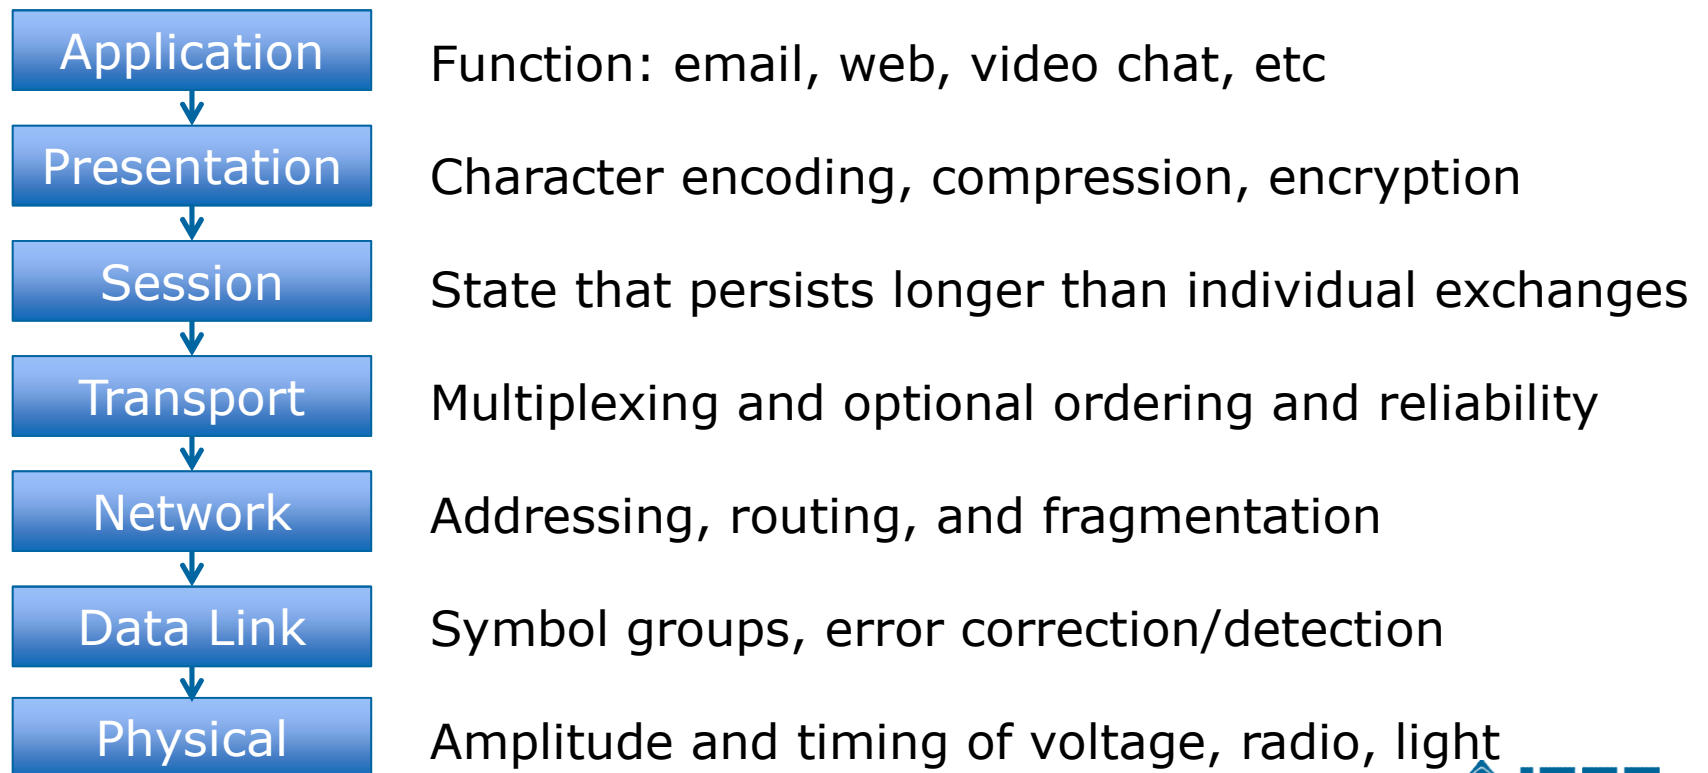 Application
Function: email, web, video chat, etc
Presentation
Character encoding, compression, encryption
Session
State that persists longer than individual exchanges
Transport
Multiplexing and optional ordering and reliability
Network
Addressing, routing, and fragmentation
Data Link
Symbol groups, error correction/detection
Physical
Amplitude and timing of voltage, radio, light